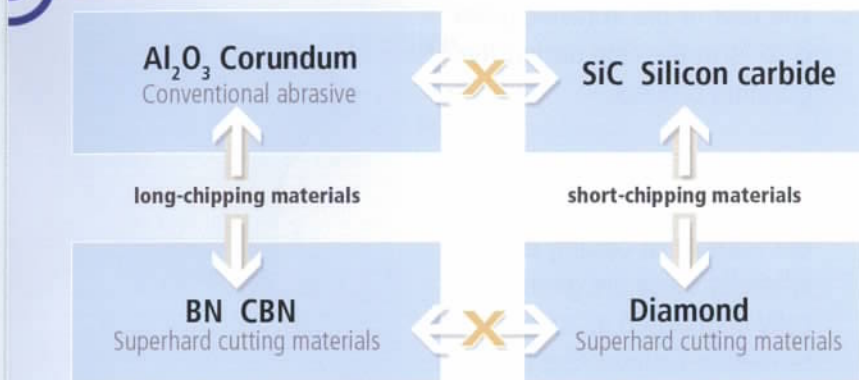 Al₂O₃ Corundum
Conventional abrasive
X
SiC Silicon carbide
long-chipping materials
short-chipping materials
BN CBN
Superhard cutting materials
X
Diamond
Superhard cutting materials